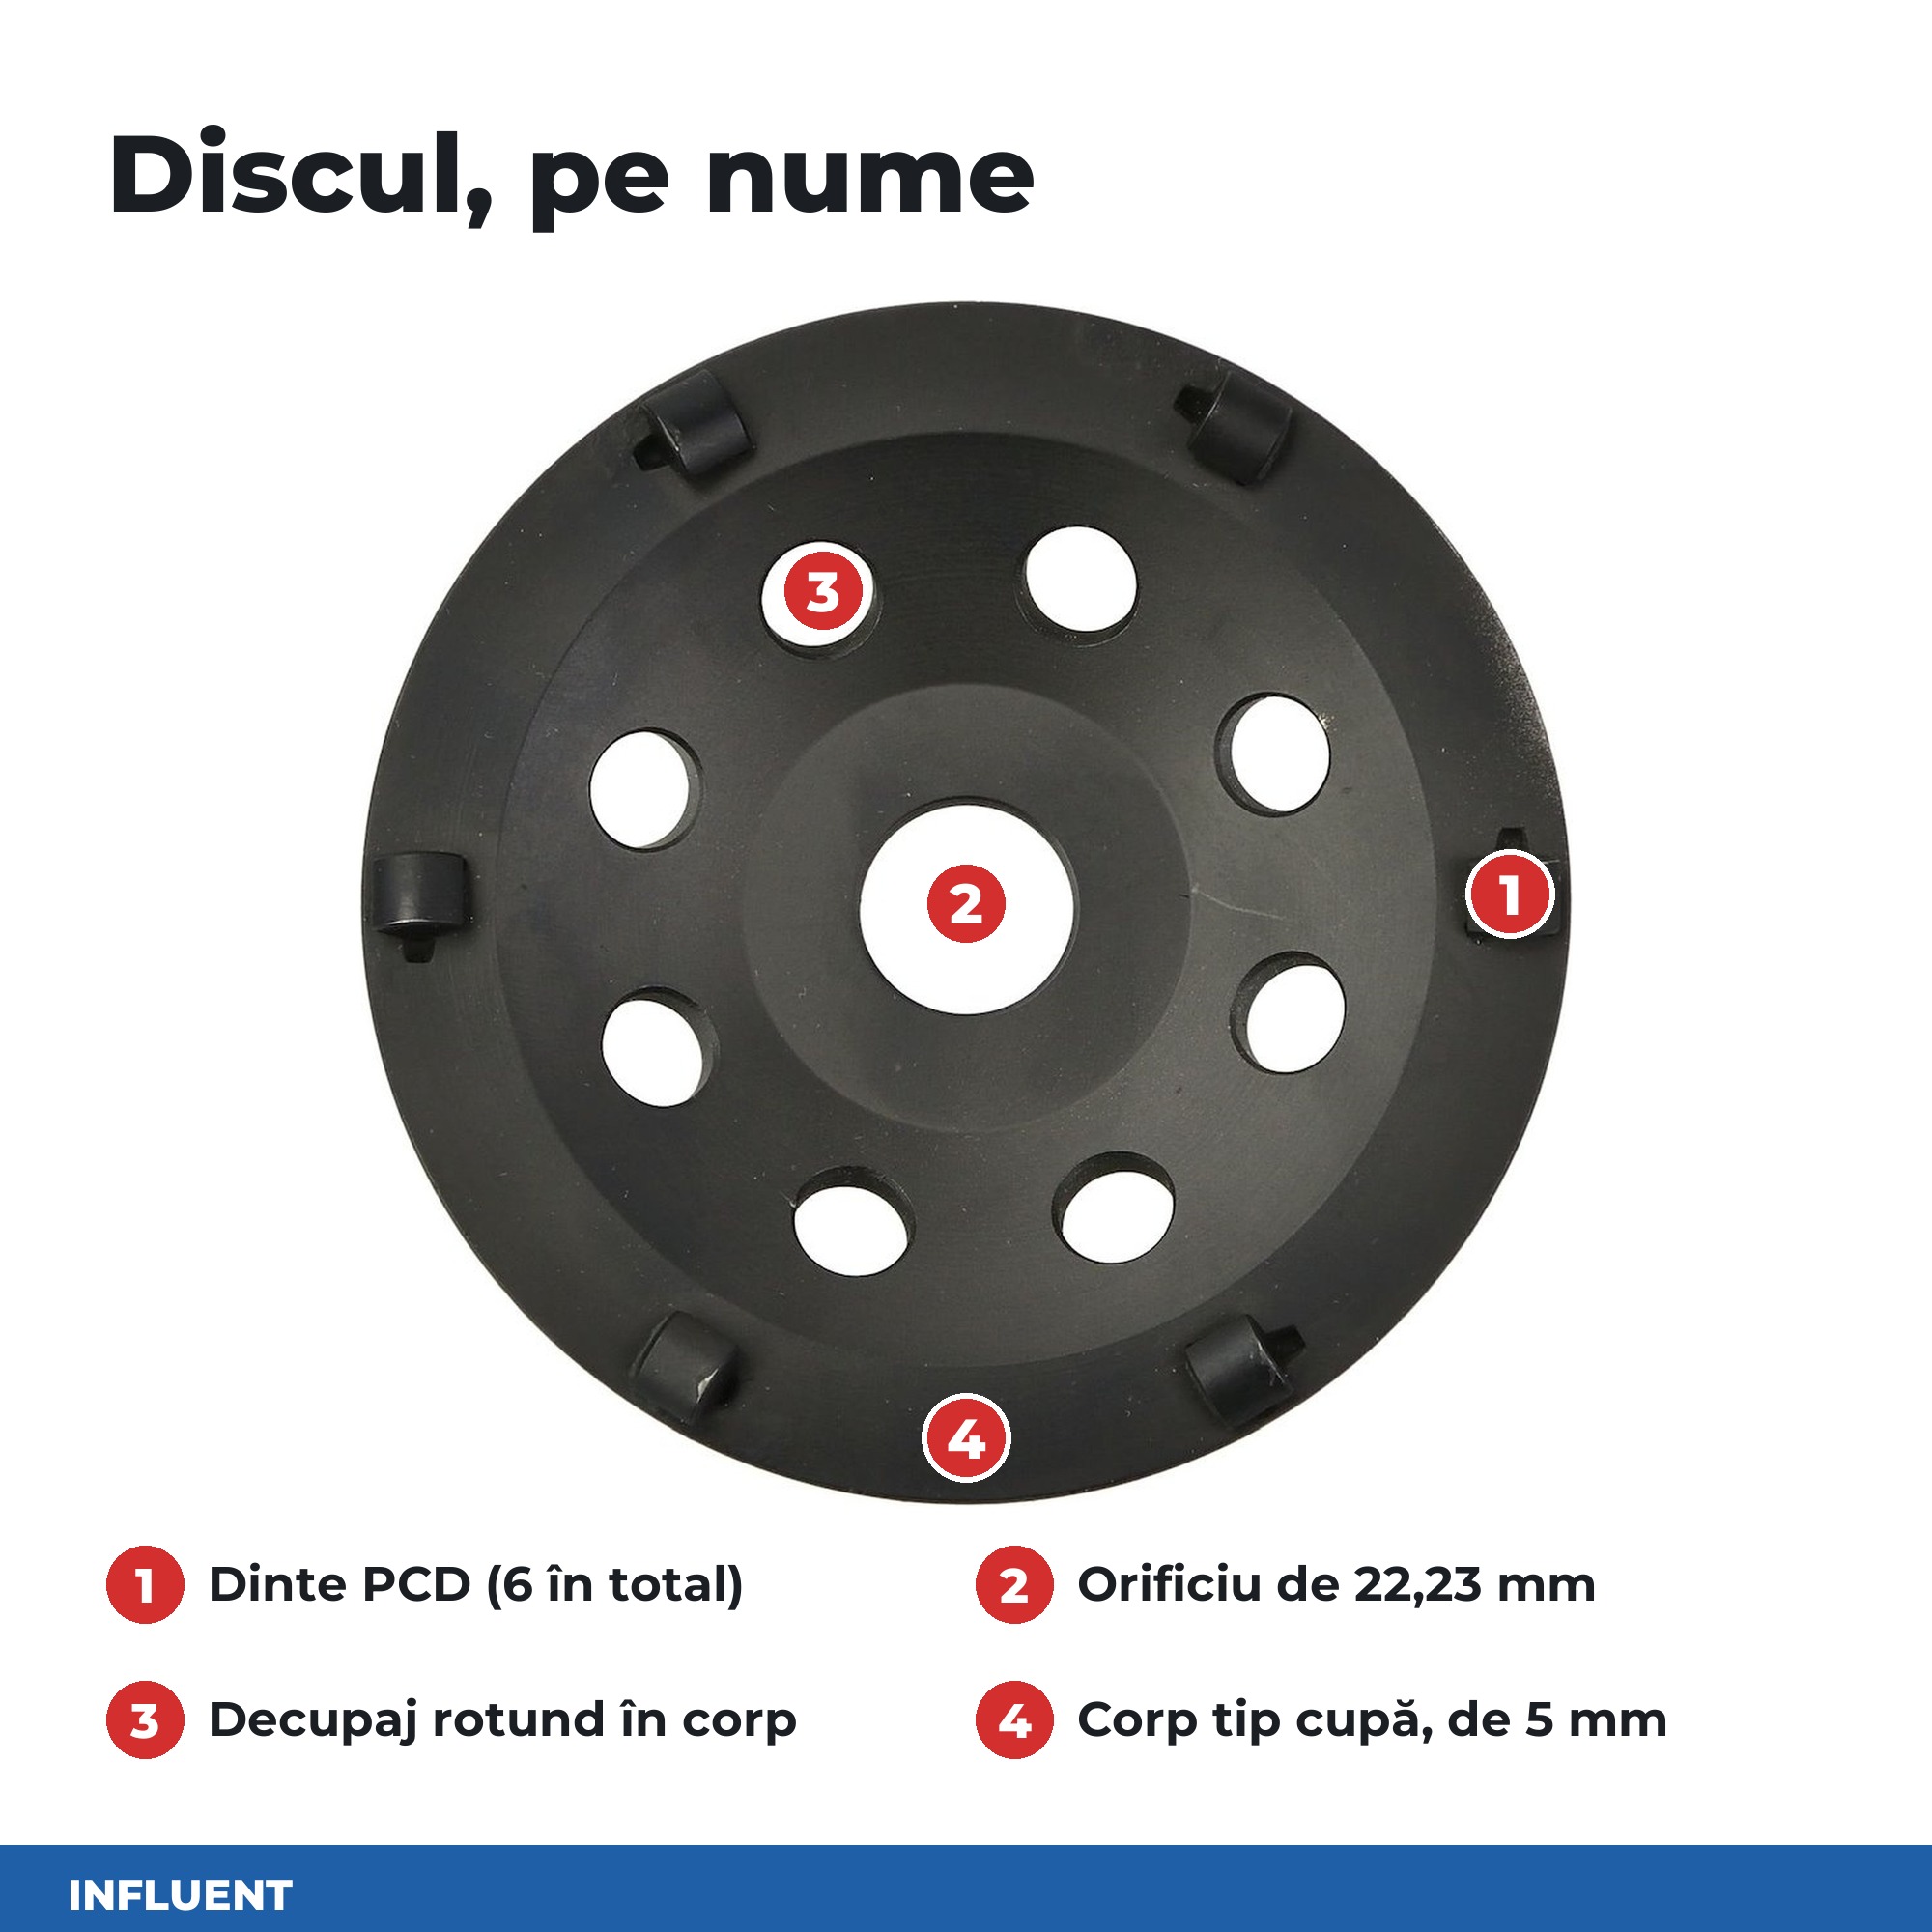 Discul, pe nume
3
2
1
4
1 Dinte PCD (6 în total)
2 Orificiu de 22,23 mm
3 Decupaj rotund în corp
4 Corp tip cupă, de 5 mm
INFLUENT